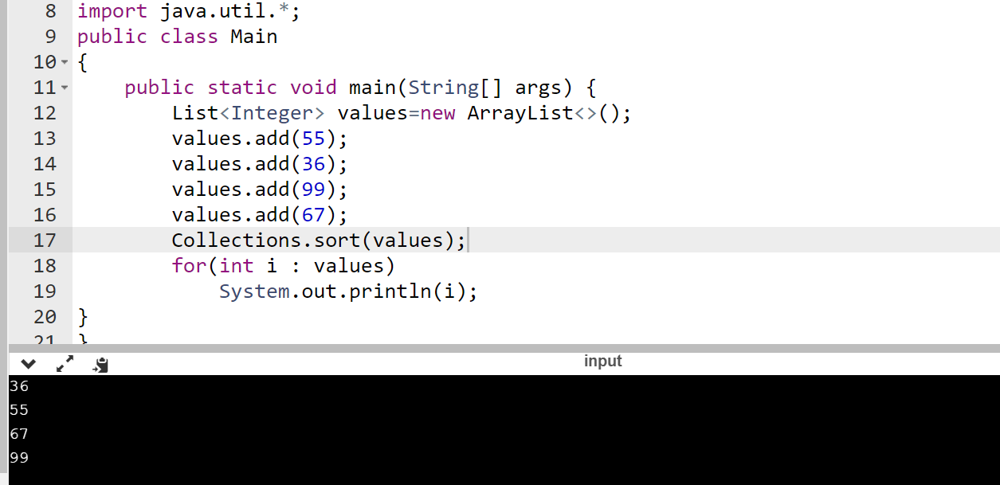 8 import java.util.*;
9 public class Main
10 {
11 public static void main(String[] args) {
12 List<Integer> values=new ArrayList<>();
13 values.add(55);
14 values.add(36);
15 values.add(99);
16 values.add(67);
17 Collections.sort(values);
18 for(int i : values)
19 System.out.println(i);
20 }
21 }
input
36
55
67
99